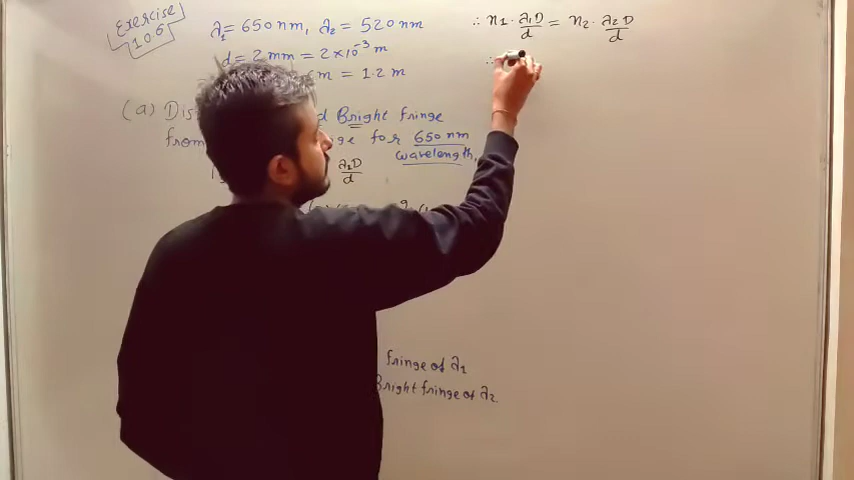 Exercise
10.6
λ₁ = 650 nm, λ₂ = 520 nm
d = 2 mm = 2×10⁻³ m
m = 1.2 m
(a) Dis d Bright fringe
from ge for 650 nm
wavelength,
λ₁D/d
fringe of λ₁
Bright fringe of λ₂.
∴ n₁ · λ₁D/d = n₂ · λ₂D/d
∴